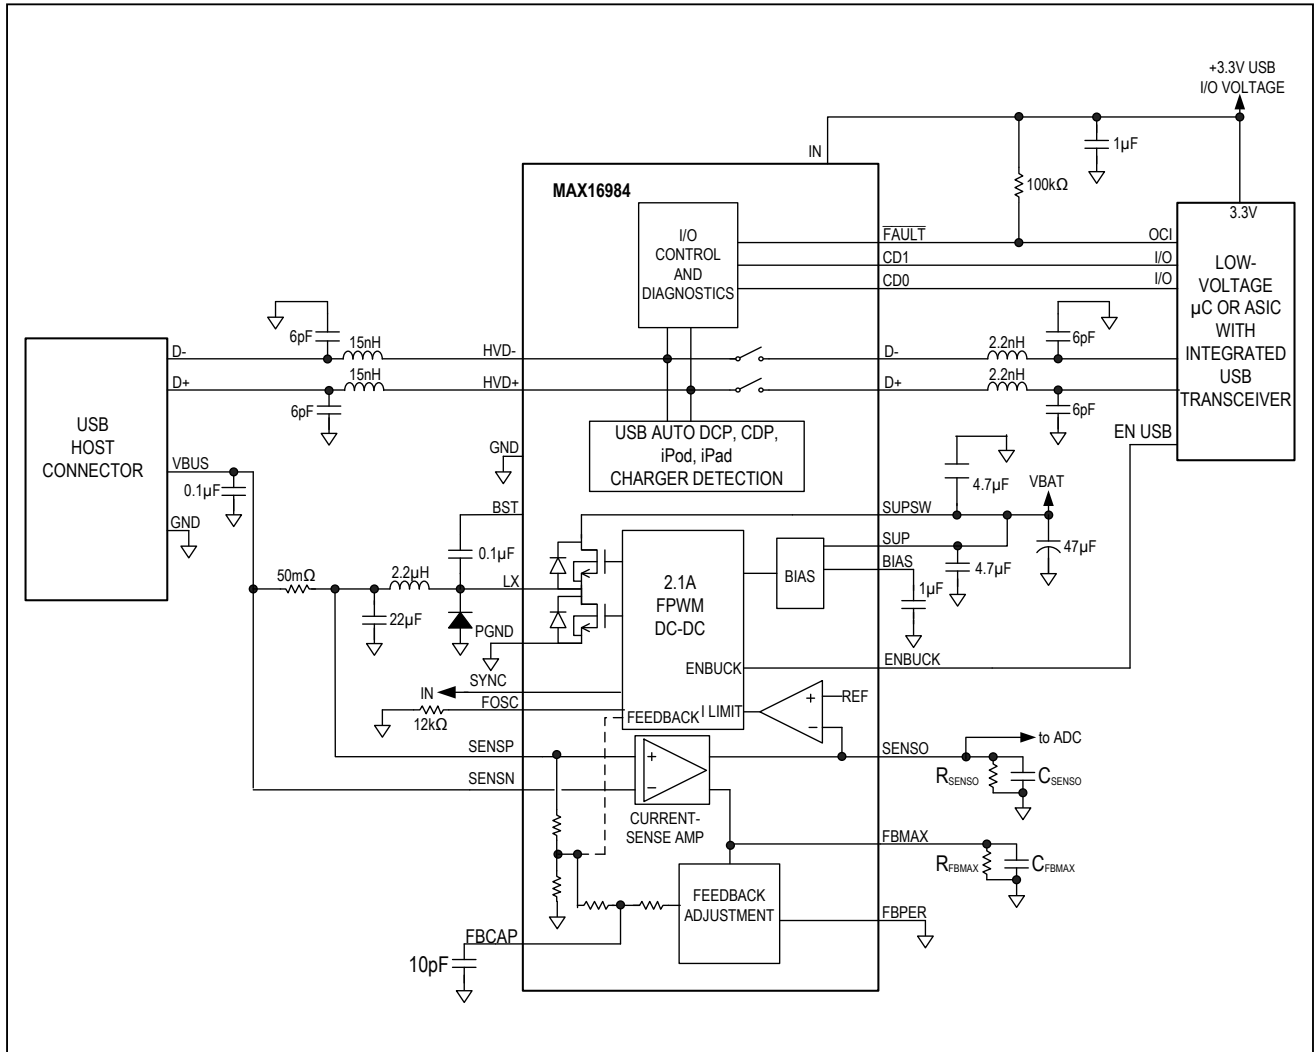 +3.3V USB
I/O VOLTAGE
IN
1µF
100kΩ
MAX16984
3.3V
I/O
CONTROL
AND
DIAGNOSTICS
FAULT
CD1
CD0
OCI
I/O
I/O
LOW-
VOLTAGE
µC OR ASIC
WITH
INTEGRATED
USB
TRANSCEIVER
6pF
15nH
D-
HVD-
D-
2.2nH
6pF
D+
15nH
HVD+
D+
2.2nH
6pF
6pF
USB
HOST
CONNECTOR
EN USB
GND
USB AUTO DCP, CDP,
iPod, iPad
CHARGER DETECTION
VBUS
0.1µF
GND
4.7µF
VBAT
BST
SUPSW
0.1µF
SUP
47µF
BIAS
BIAS
4.7µF
1µF
50mΩ
2.2µH
LX
2.1A
FPWM
DC-DC
22µF
PGND
ENBUCK
ENBUCK
SYNC
IN
FOSC
12kΩ
FEEDBACK
I LIMIT
+
REF
−
SENSP
+
SENSO
to ADC
SENSN
−
RSENSO
CSENSO
CURRENT-
SENSE AMP
FBMAX
RFBMAX
CFBMAX
FEEDBACK
ADJUSTMENT
FBPER
FBCAP
10pF